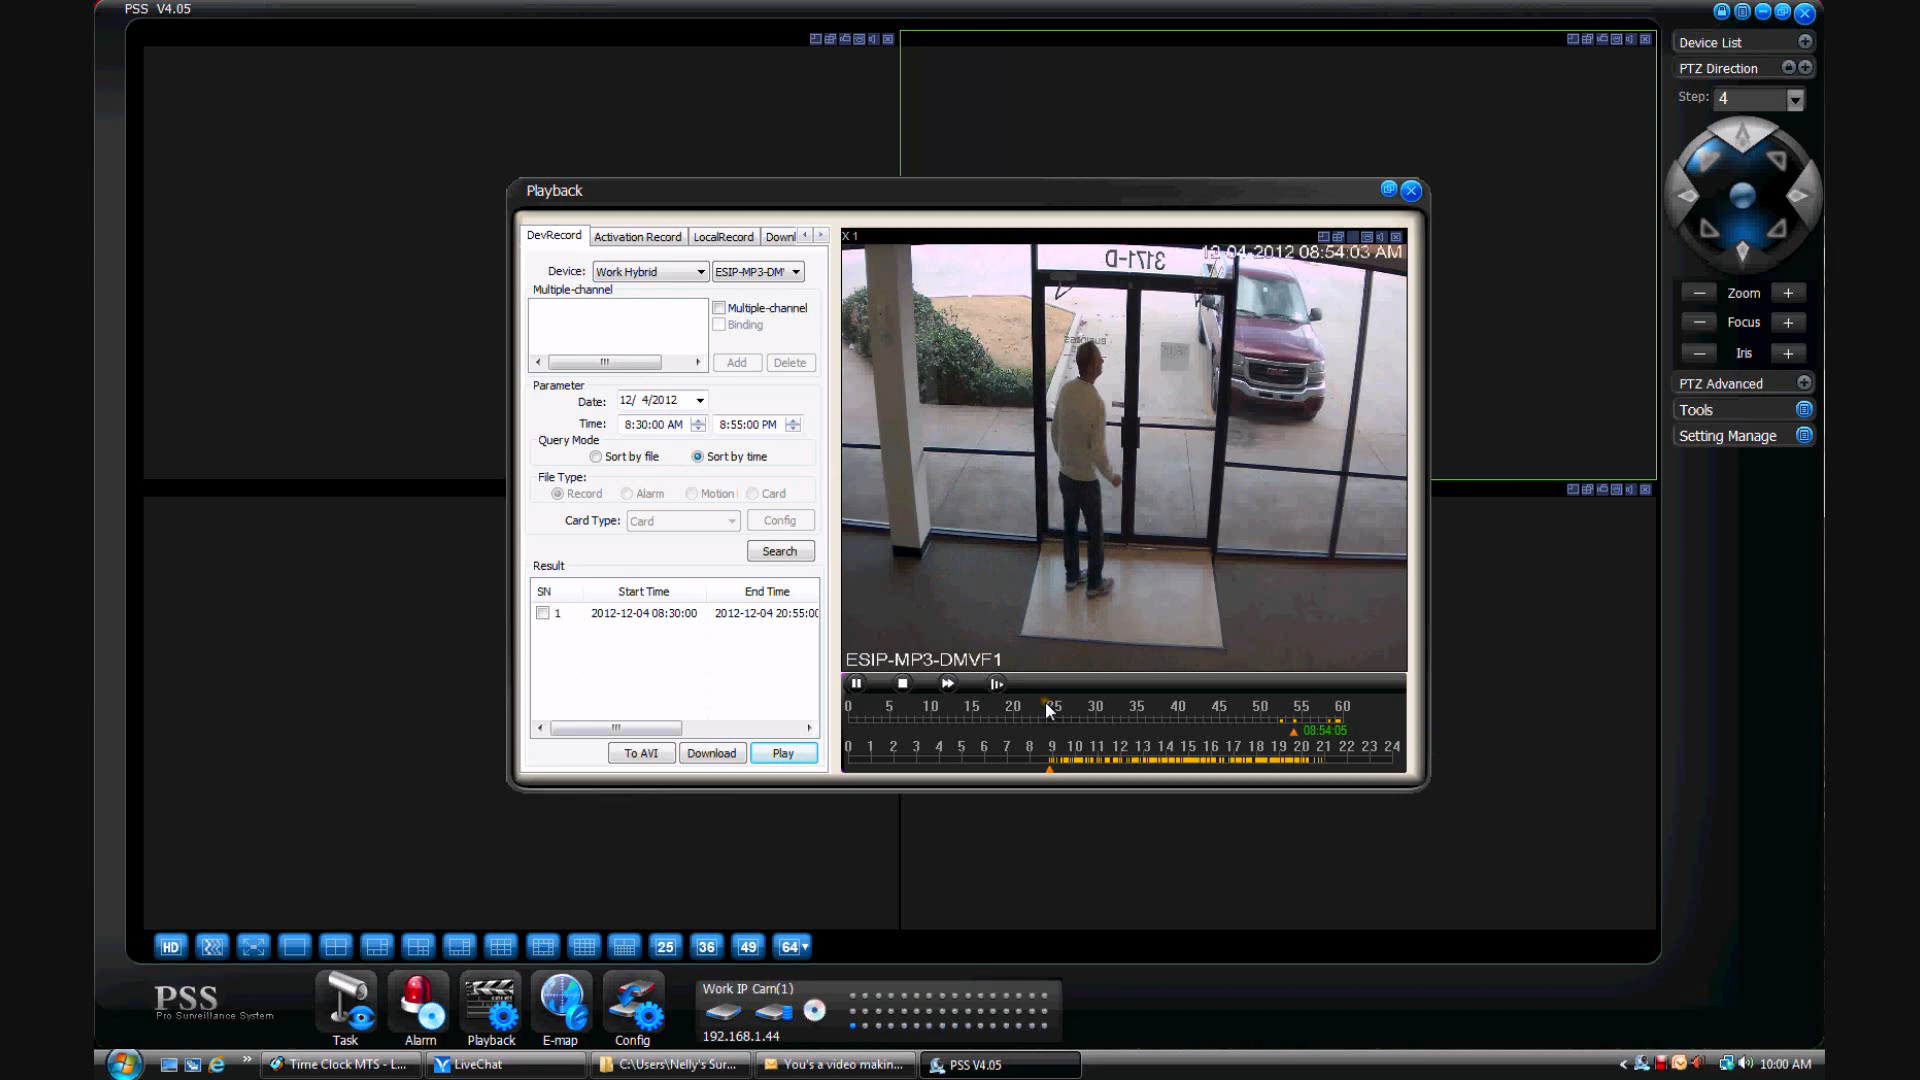 PSS V4.05
Device List
PTZ Direction
Step: 4
Zoom
Focus
Iris
PTZ Advanced
Tools
Setting Manage
Playback
DevRecord Activation Record LocalRecord Downl
Device: Work Hybrid ESIP-MP3-DM'
Multiple-channel
Multiple-channel
Binding
Add Delete
Parameter
Date: 12/ 4/2012
Time: 8:30:00 AM 8:55:00 PM
Query Mode
Sort by file Sort by time
File Type:
Record Alarm Motion Card
Card Type: Card Config
Search
Result
SN Start Time End Time
1 2012-12-04 08:30:00 2012-12-04 20:55:00
To AVI Download Play
X 1
12-04-2012 08:54:03 AM
3171-D
ESIP-MP3-DMVF1
0 5 10 15 20 25 30 35 40 45 50 55 60
08:54:05
0 1 2 3 4 5 6 7 8 9 10 11 12 13 14 15 16 17 18 19 20 21 22 23 24
HD 25 36 49 64
PSS
Pro Surveillance System
Task Alarm Playback E-map Config
Work IP Cam(1)
192.168.1.44
Time Clock MTS - L... LiveChat C:\Users\Nelly's Sur... You's a video makin... PSS V4.05
10:00 AM